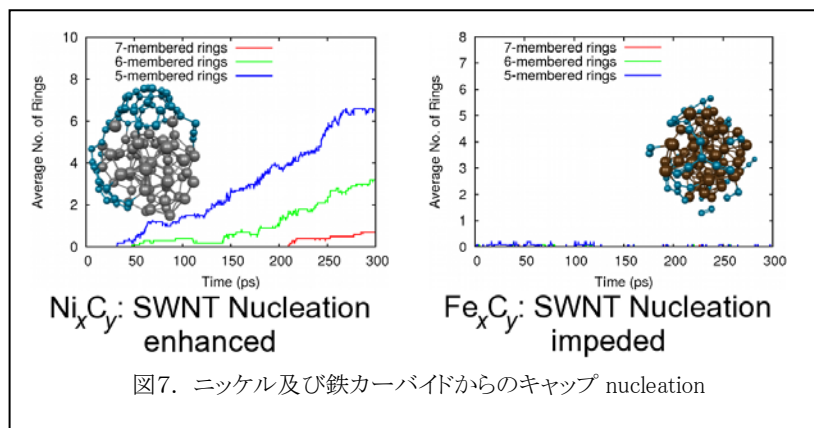 7-membered rings
6-membered rings
5-membered rings
Average No. of Rings
10
8
6
4
2
0
0 50 100 150 200 250 300
Time (ps)
NixCy: SWNT Nucleation
enhanced
7-membered rings
6-membered rings
5-membered rings
Average No. of Rings
8
7
6
5
4
3
2
1
0
0 50 100 150 200 250 300
Time (ps)
FexCy: SWNT Nucleation
impeded
図7. ニッケル及び鉄カーバイドからのキャップ nucleation